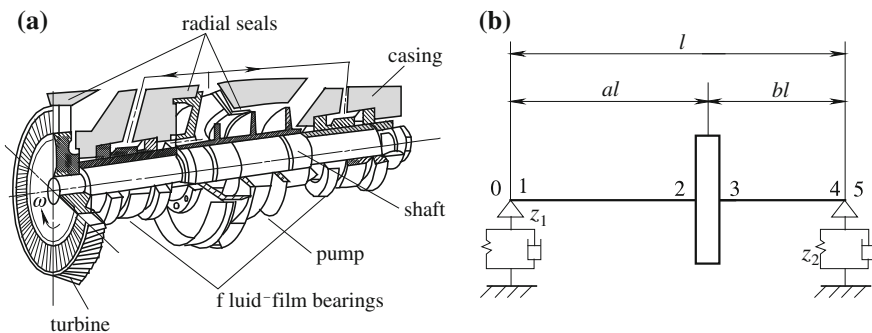 (a)
radial seals
casing
ω
shaft
pump
f luid-film bearings
turbine
(b)
l
al
bl
0 1 2 3 4 5
z1
z2